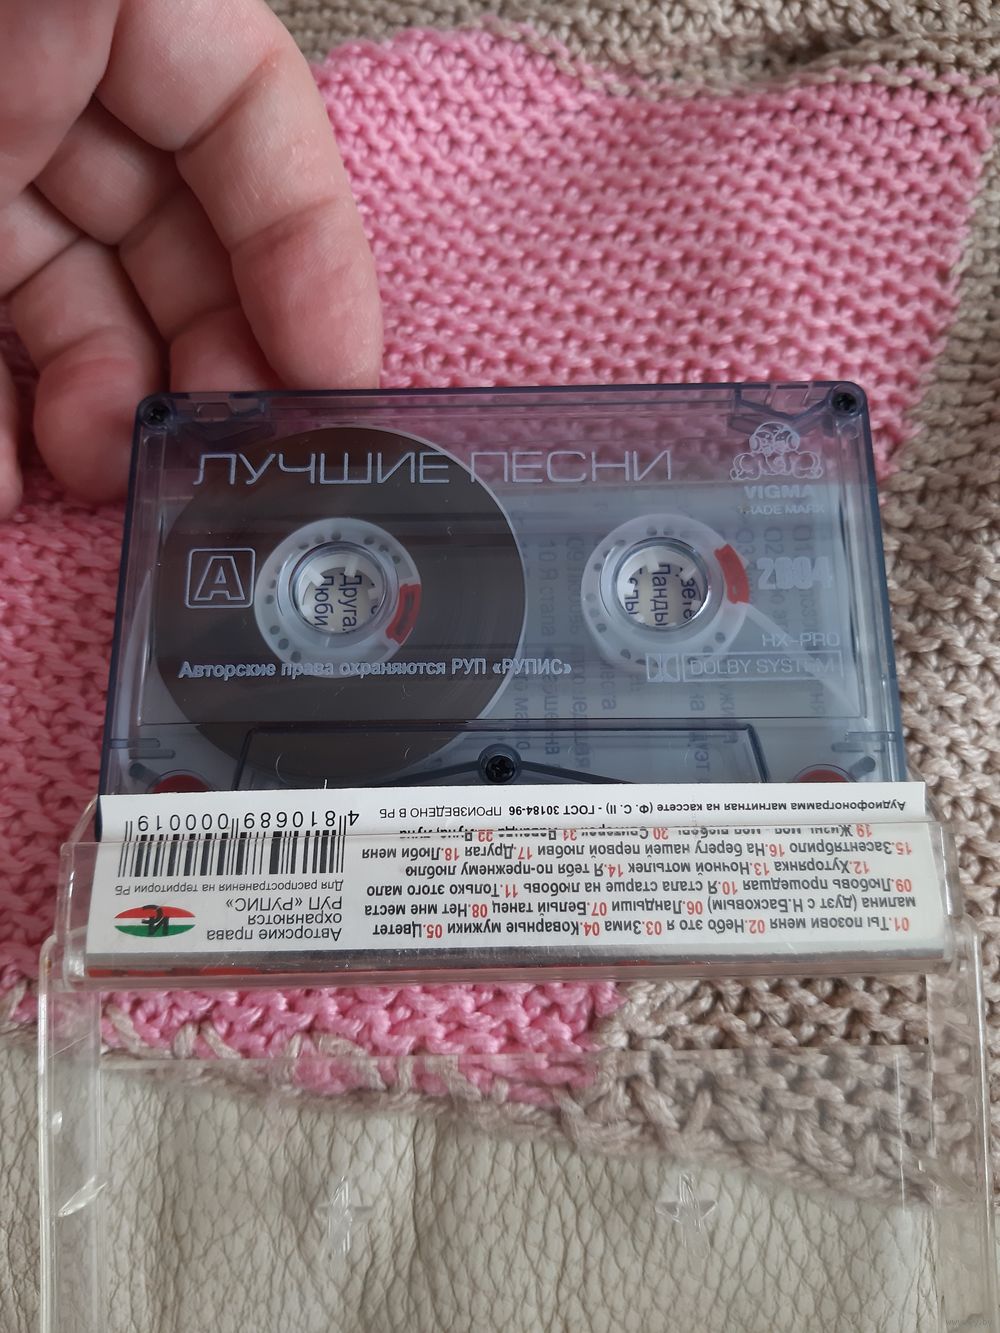 ЛУЧШИЕ ПЕСНИ
VIGMA
TRADE MARK
A
2004
HX-PRO
DOLBY SYSTEM
Авторские права охраняются РУП «РУПИС»
Друга
Люби
Ланды
01.Ты позови меня 02.Небо это я 03.Зима 04.Коварные мужики 05.Цветет
малина (дуэт с Н.Басковым) 06.Ландыши 07.Белый танец 08.Нет мне места
09.Любовь прошедшая 10.Я стала старше на любовь 11.Только этого мало
12.Хуторянка 13.Ночной мотылек 14.Я тебя по-прежнему люблю
15.Засентябрило 16.На берегу нашей первой любви 17.Другая 18.Люби меня
Аудиофонограмма магнитная на кассете (Ф. С. II) - ГОСТ 30184-96 ПРОИЗВЕДЕНО В РБ
Авторские права
охраняются
РУП «РУПИС»
Для распространения на территории РБ
4 810689 000019